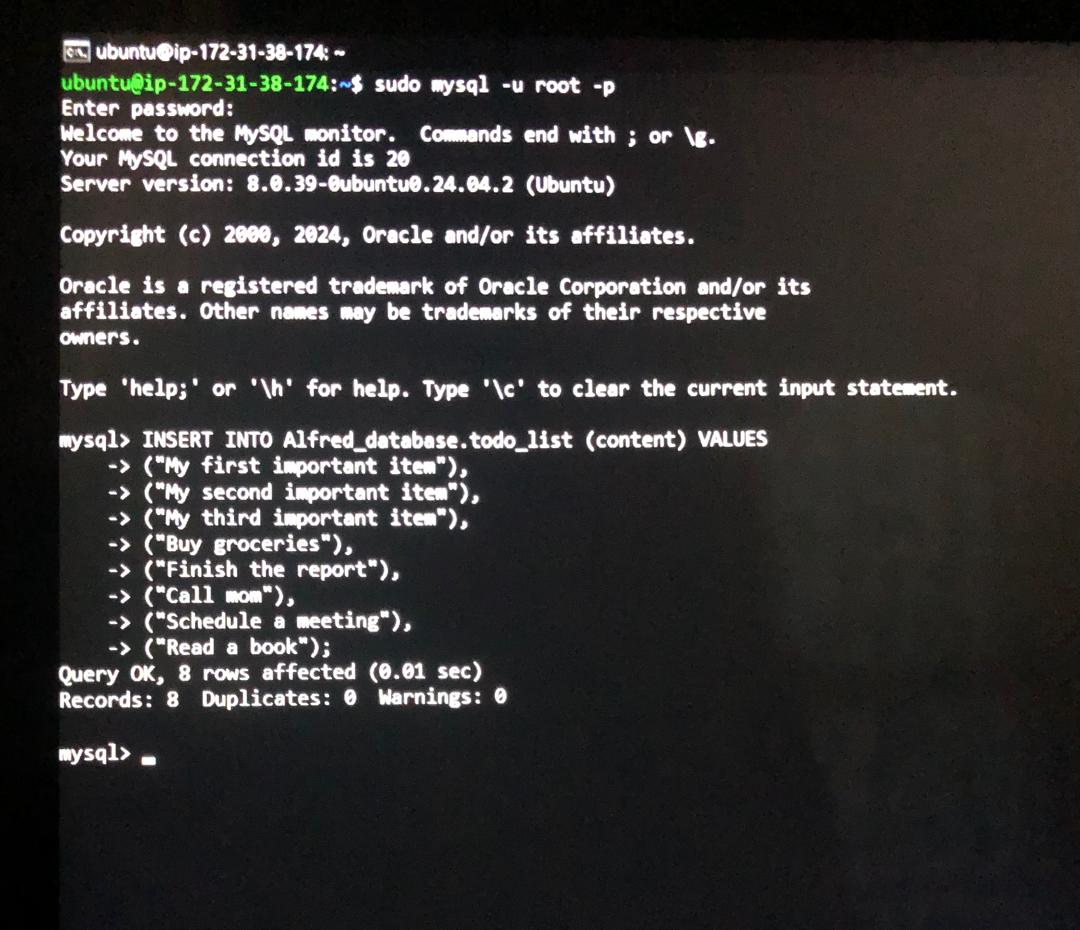 ubuntu@ip-172-31-38-174: ~
ubuntu@ip-172-31-38-174:~$ sudo mysql -u root -p
Enter password:
Welcome to the MySQL monitor.  Commands end with ; or \g.
Your MySQL connection id is 20
Server version: 8.0.39-0ubuntu0.24.04.2 (Ubuntu)

Copyright (c) 2000, 2024, Oracle and/or its affiliates.

Oracle is a registered trademark of Oracle Corporation and/or its
affiliates. Other names may be trademarks of their respective
owners.

Type 'help;' or '\h' for help. Type '\c' to clear the current input statement.

mysql> INSERT INTO Alfred_database.todo_list (content) VALUES
    -> ("My first important item"),
    -> ("My second important item"),
    -> ("My third important item"),
    -> ("Buy groceries"),
    -> ("Finish the report"),
    -> ("Call mom"),
    -> ("Schedule a meeting"),
    -> ("Read a book");
Query OK, 8 rows affected (0.01 sec)
Records: 8  Duplicates: 0  Warnings: 0

mysql> _